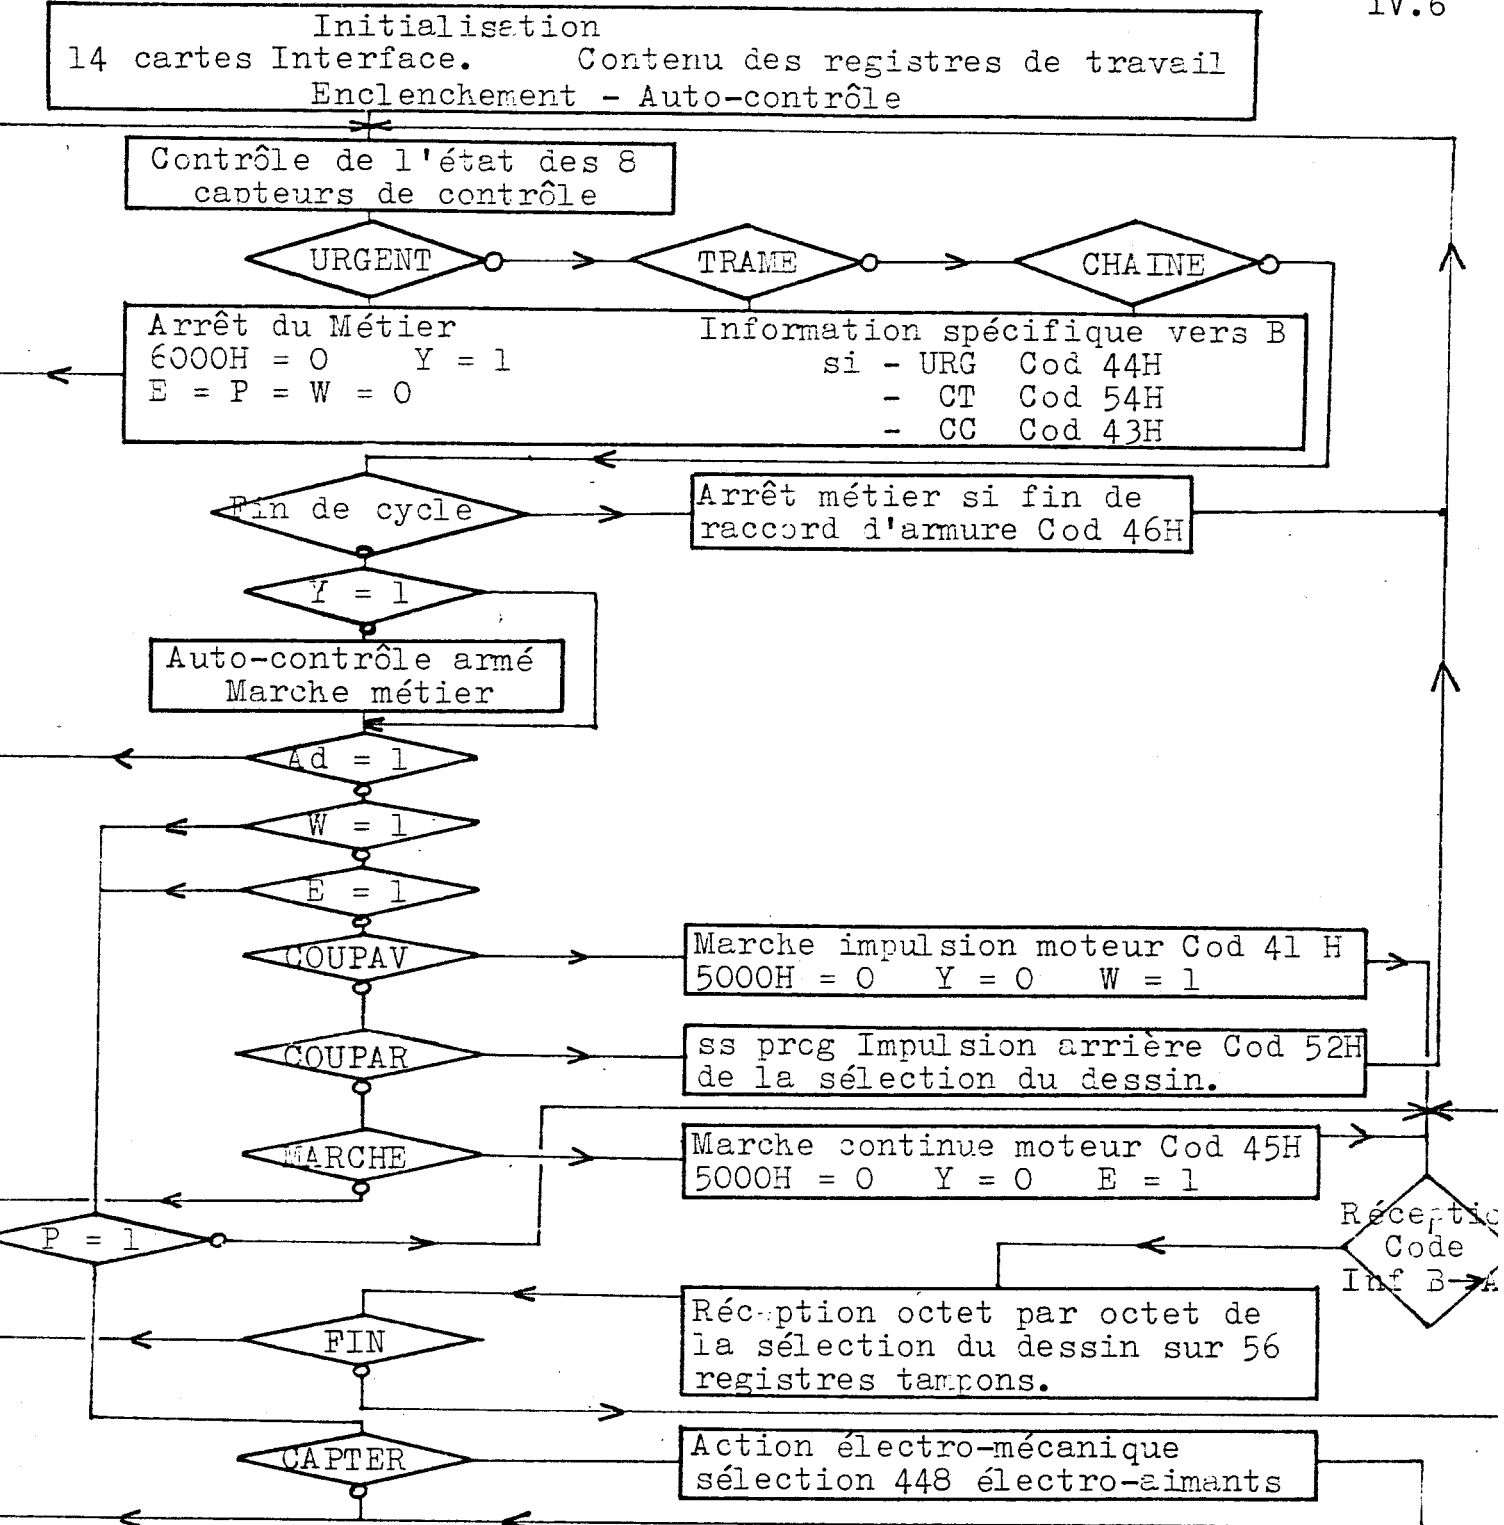 IV.6
Initialisation
14 cartes Interface. Contenu des registres de travail
Enclenchement - Auto-contrôle
Contrôle de l'état des 8
capteurs de contrôle
URGENT
TRAME
CHAINE
Arrêt du Métier
6000H = 0 Y = 1
E = P = W = 0
Information spécifique vers B
si - URG Cod 44H
- CT Cod 54H
- CC Cod 43H
Fin de cycle
Arrêt métier si fin de
raccord d'armure Cod 46H
Y = 1
Auto-contrôle armé
Marche métier
Ad = 1
W = 1
E = 1
COUPAV
Marche impulsion moteur Cod 41 H
5000H = 0 Y = 0 W = 1
COUPAR
ss prog Impulsion arrière Cod 52H
de la sélection du dessin.
MARCHE
Marche continue moteur Cod 45H
5000H = 0 Y = 0 E = 1
P = 1
Réceptio
Code
Inf B→A
Réception octet par octet de
la sélection du dessin sur 56
registres tampons.
FIN
CAPTER
Action électro-mécanique
sélection 448 électro-aimants